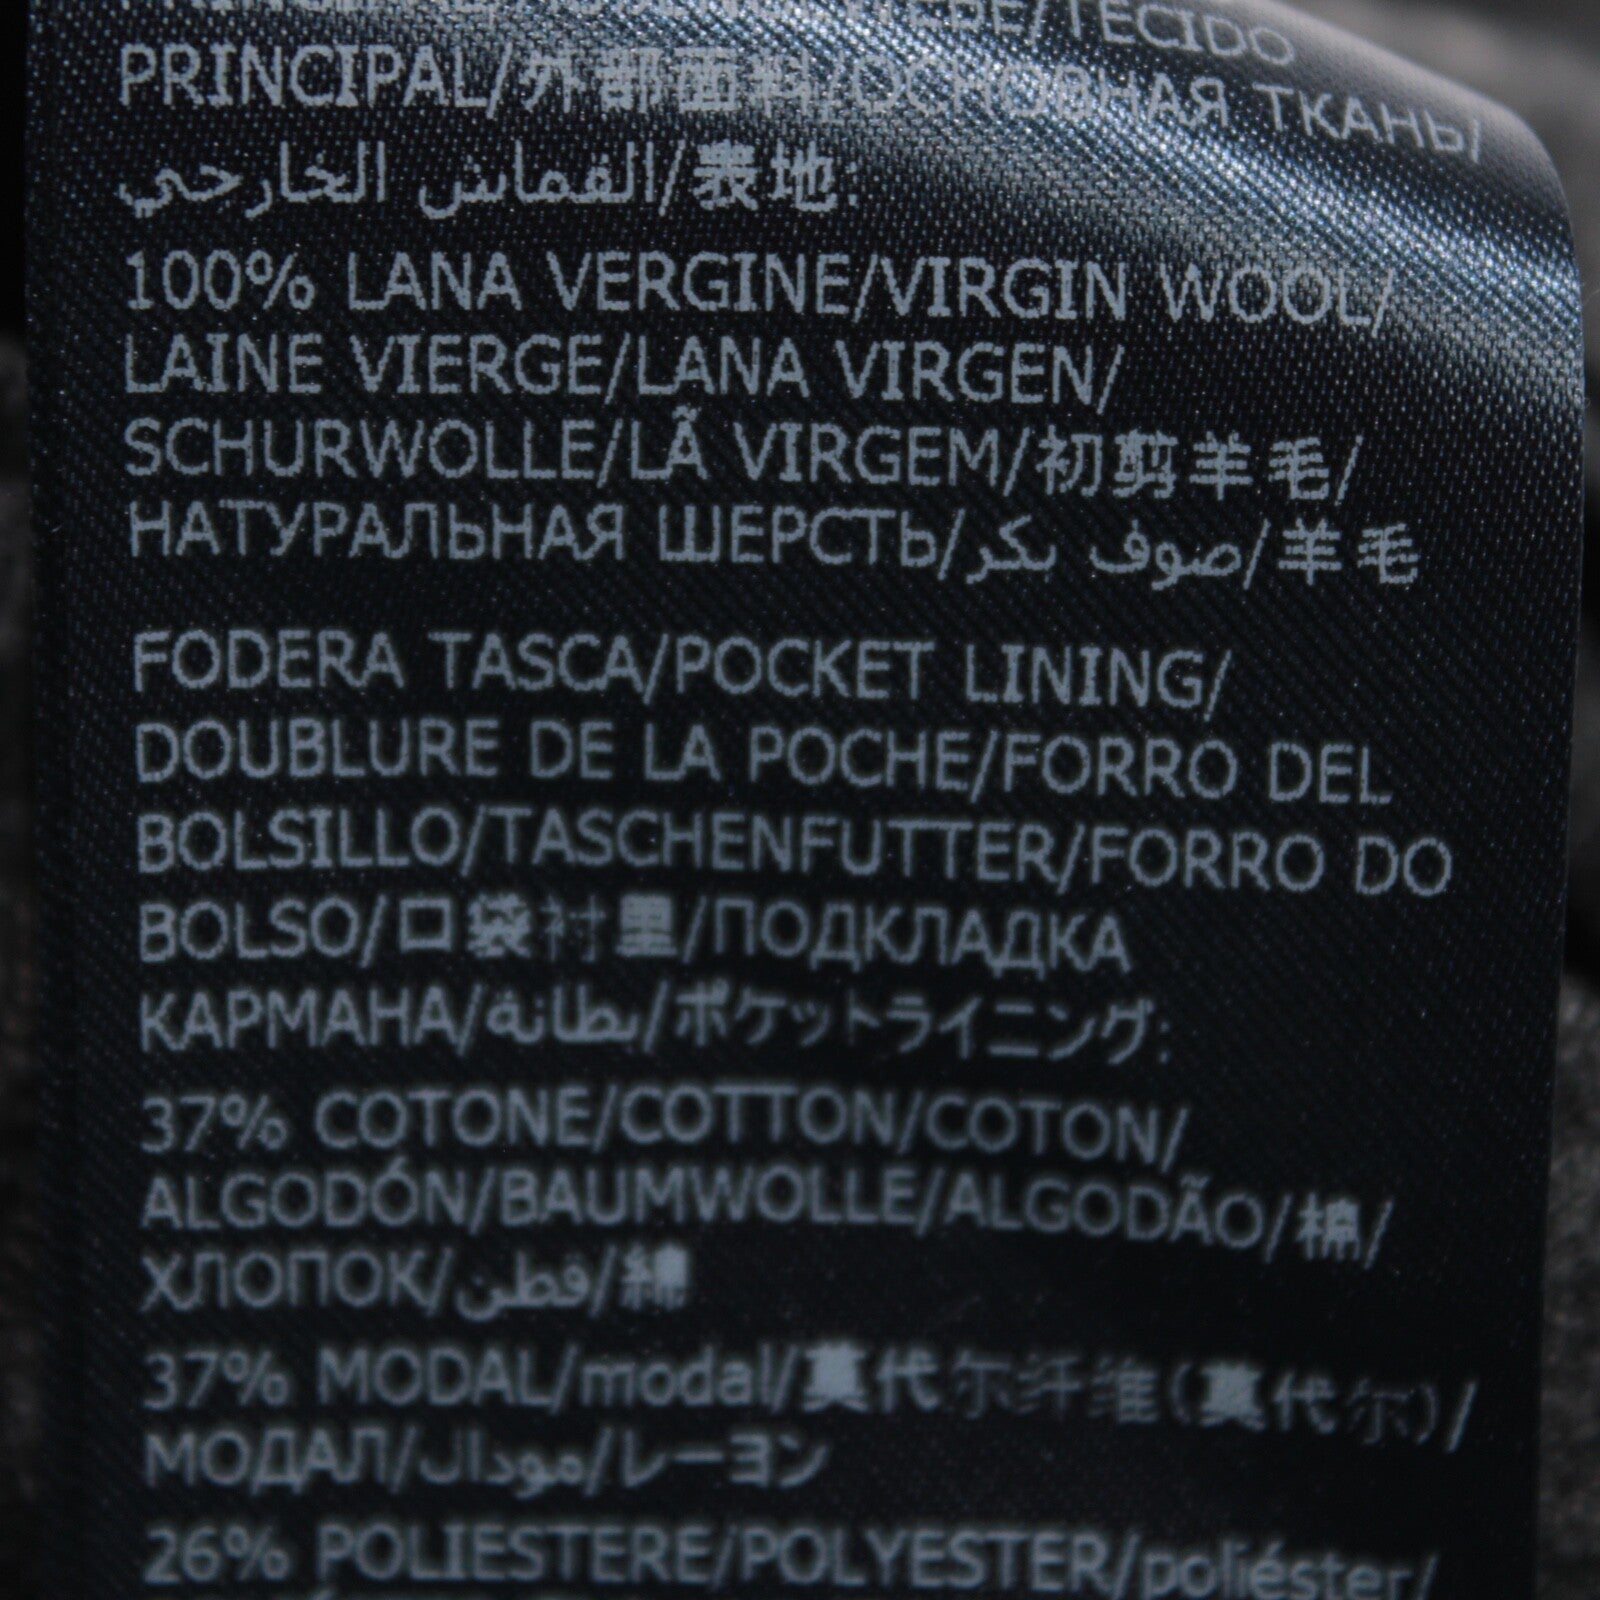 TECIDO
PRINCIPAL/外部面料/ОСНОВНАЯ ТКАНЬ/
القماش الخارجي/表地:
100% LANA VERGINE/VIRGIN WOOL/
LAINE VIERGE/LANA VIRGEN/
SCHURWOLLE/LÃ VIRGEM/初剪羊毛/
НАТУРАЛЬНАЯ ШЕРСТЬ/صوف بكر/羊毛
FODERA TASCA/POCKET LINING/
DOUBLURE DE LA POCHE/FORRO DEL
BOLSILLO/TASCHENFUTTER/FORRO DO
BOLSO/口袋衬里/ПОДКЛАДКА
КАРМАНА/بطانة/ポケットライニング:
37% COTONE/COTTON/COTON/
ALGODÓN/BAUMWOLLE/ALGODÃO/棉/
ХЛОПОК/قطن/綿
37% MODAL/modal/莫代尔纤维(莫代尔)/
МОДАЛ/مودال/レーヨン
26% POLIESTERE/POLYESTER/poliéster/